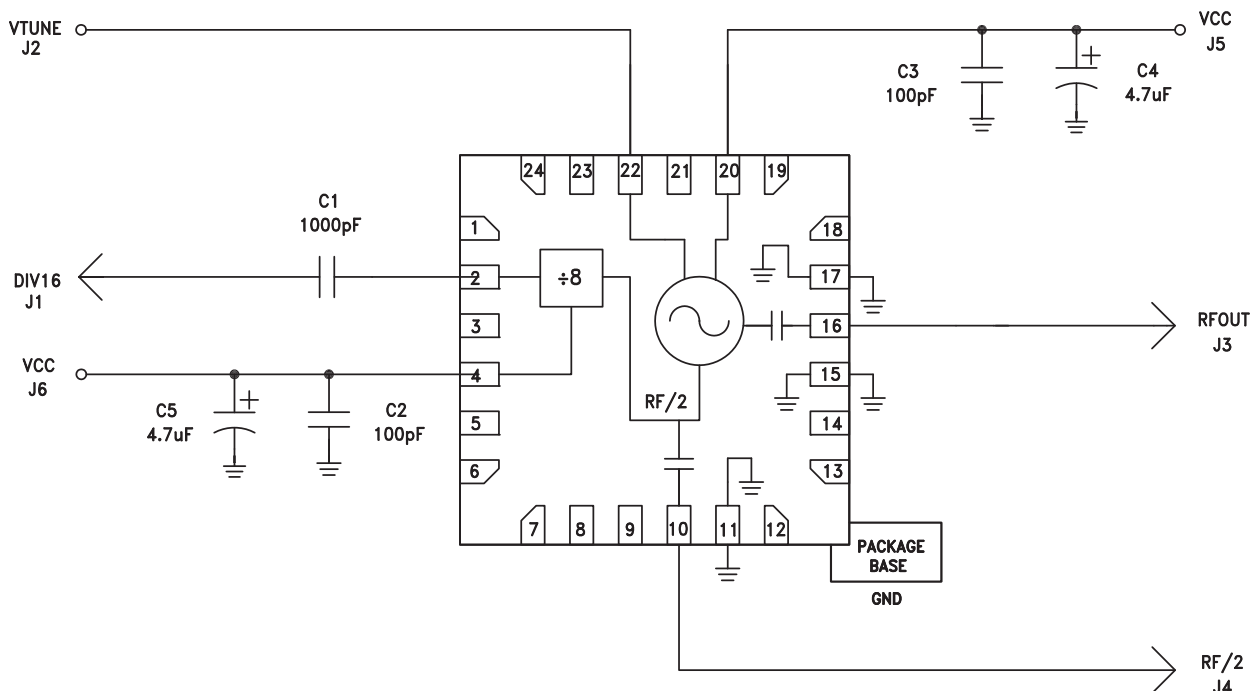 VTUNE
J2
VCC
J5
C3
100pF
C4
4.7uF
+
24
23
22
21
20
19
C1
1000pF
1
18
DIV16
J1
2
÷8
17
3
16
RFOUT
J3
VCC
J6
4
15
C5
4.7uF
+
C2
100pF
RF/2
5
14
6
13
7
8
9
10
11
12
PACKAGE
BASE
GND
RF/2
J4